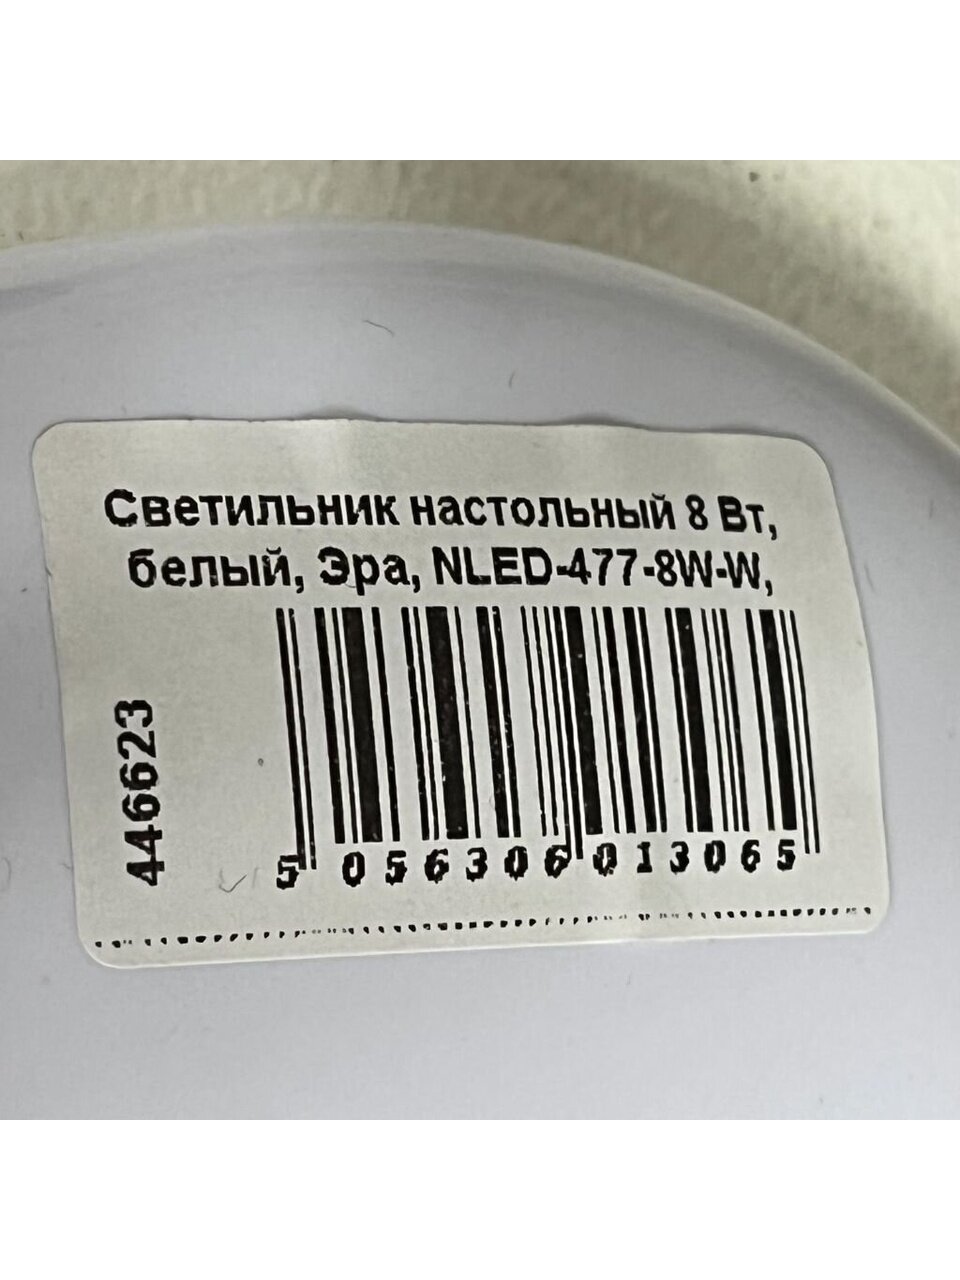 Светильник настольный 8 Вт,
белый, Эра, NLED-477-8W-W,
446623
5 056306 013065